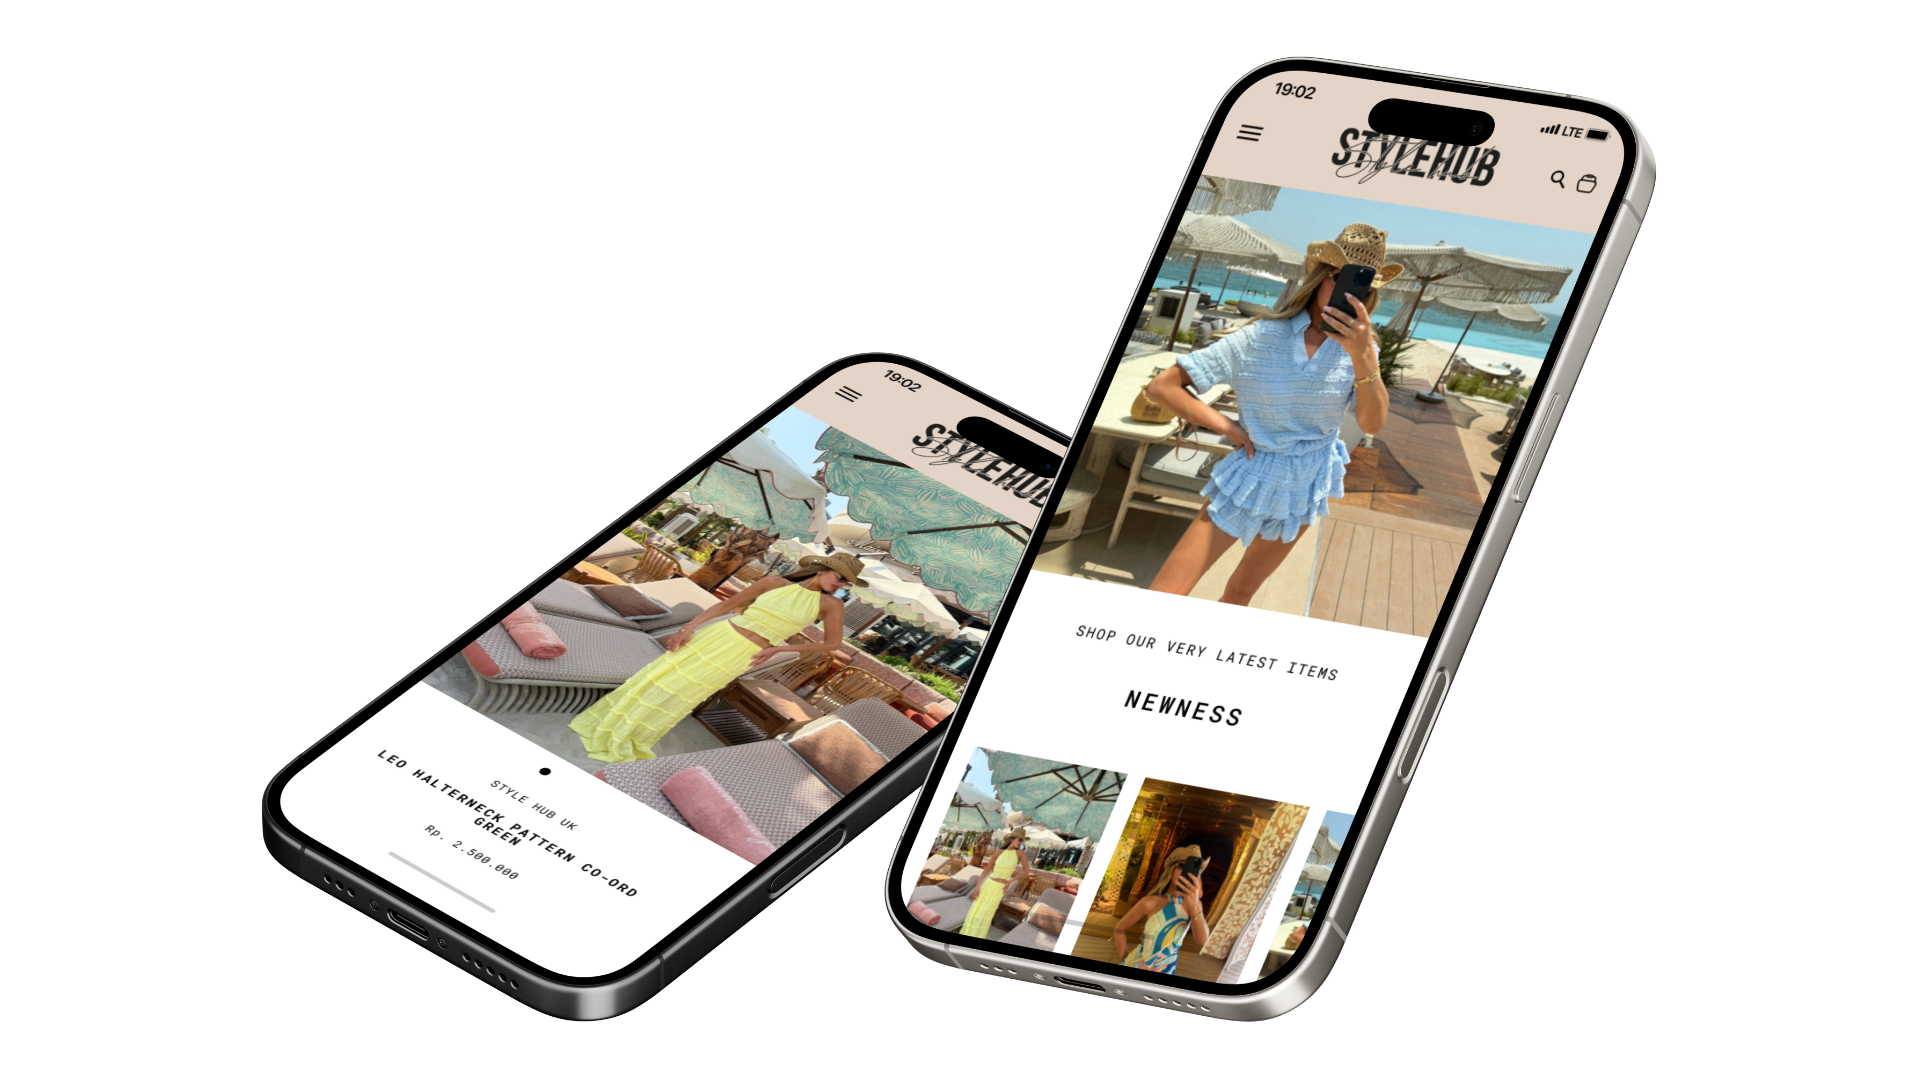 19:02
STYLEHUB
STYLE HUB UK
LEO HALTERNECK PATTERN CO-ORD
GREEN
Rp. 2.500.000
19:02
LTE
STYLEHUB
SHOP OUR VERY LATEST ITEMS
NEWNESS